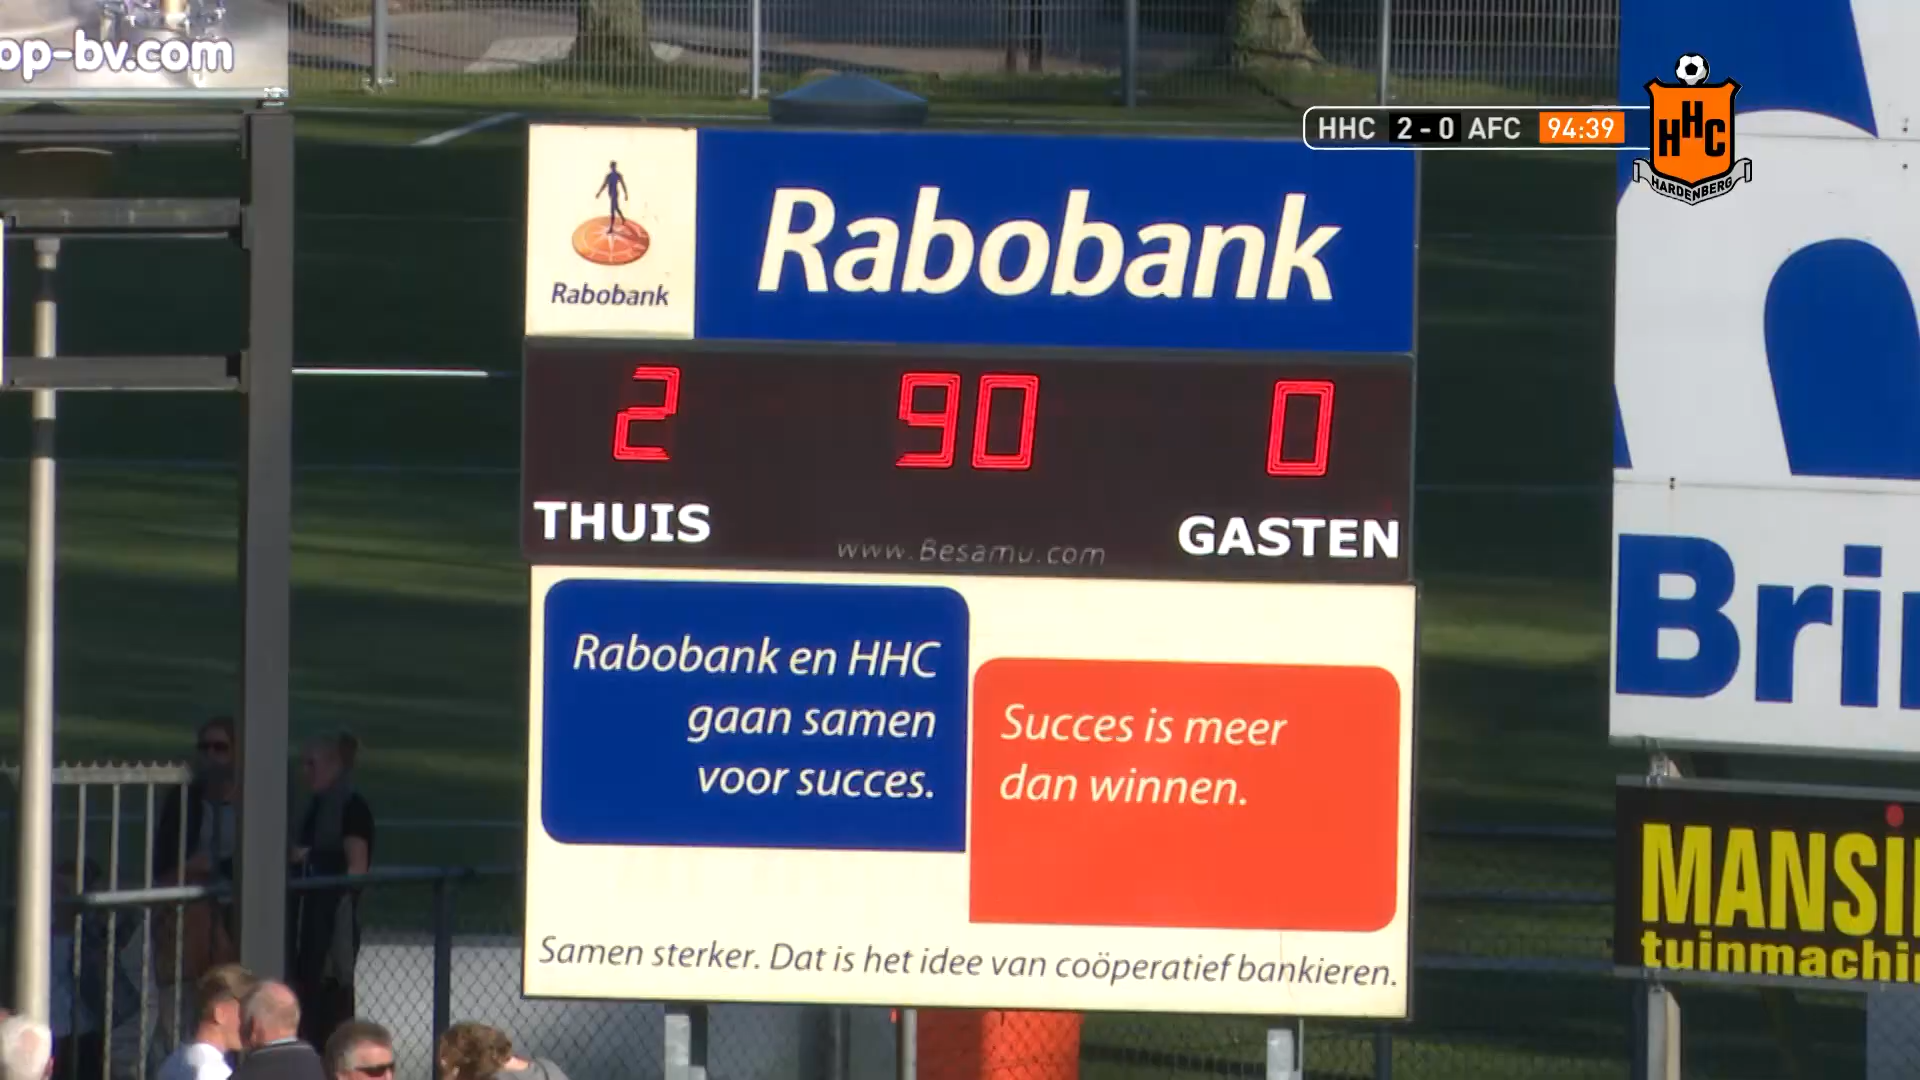 op-bv.com
HHC 2-0 AFC 94:39
HHC
HARDENBERG
Rabobank
Rabobank
2 90 0
THUIS GASTEN
www.Besamu.com
Rabobank en HHC
gaan samen
voor succes.
Succes is meer
dan winnen.
Samen sterker. Dat is het idee van coöperatief bankieren.
Bri
MANSI
tuinmachi